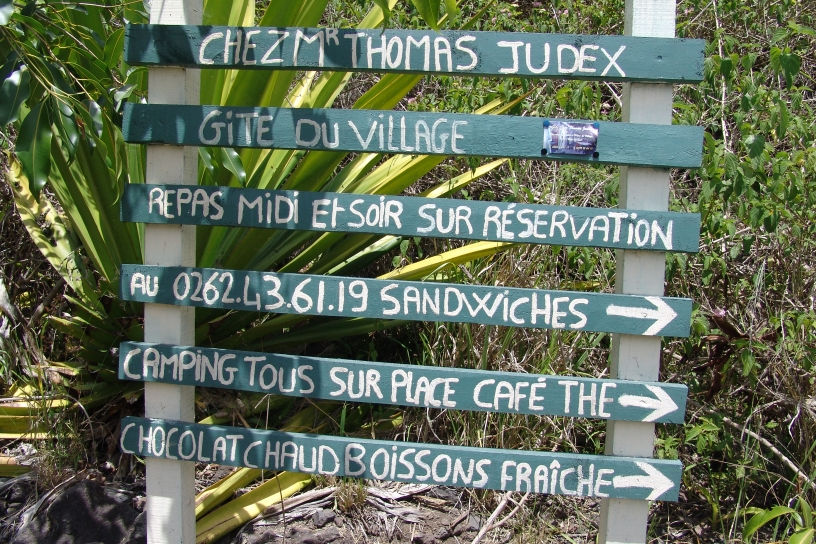 CHEZ Mr THOMAS JUDEX
GiTE DU VILLAGE
REPAS MiDi Et SOiR SUR RÉSERVATiON
AU 0262.43.61.19 SANDWiCHES →
CAMPiNG TOUS SUR PLACE CAFÉ THE →
CHOCOLAT CHAUD BOiSSONS FRAîCHE →